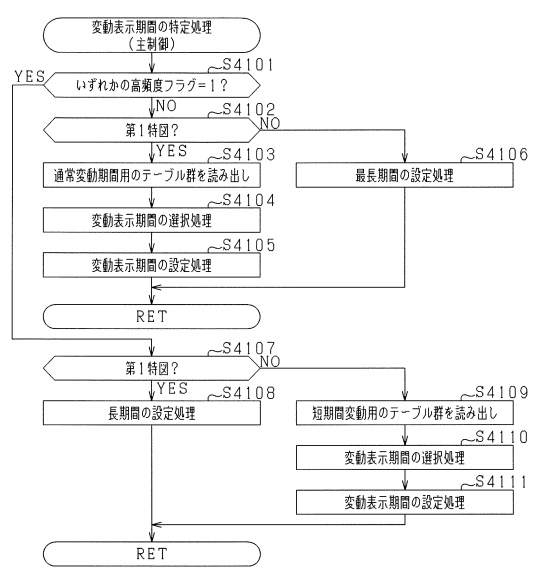 変動表示期間の特定処理
(主制御)
S4101
YES
いずれかの高頻度フラグ=1?
NO
S4102
第1特図?
NO
YES
S4103
通常変動期間用のテーブル群を読み出し
S4106
最長期間の設定処理
S4104
変動表示期間の選択処理
S4105
変動表示期間の設定処理
RET
S4107
第1特図?
NO
YES
S4108
長期間の設定処理
S4109
短期間変動用のテーブル群を読み出し
S4110
変動表示期間の選択処理
S4111
変動表示期間の設定処理
RET